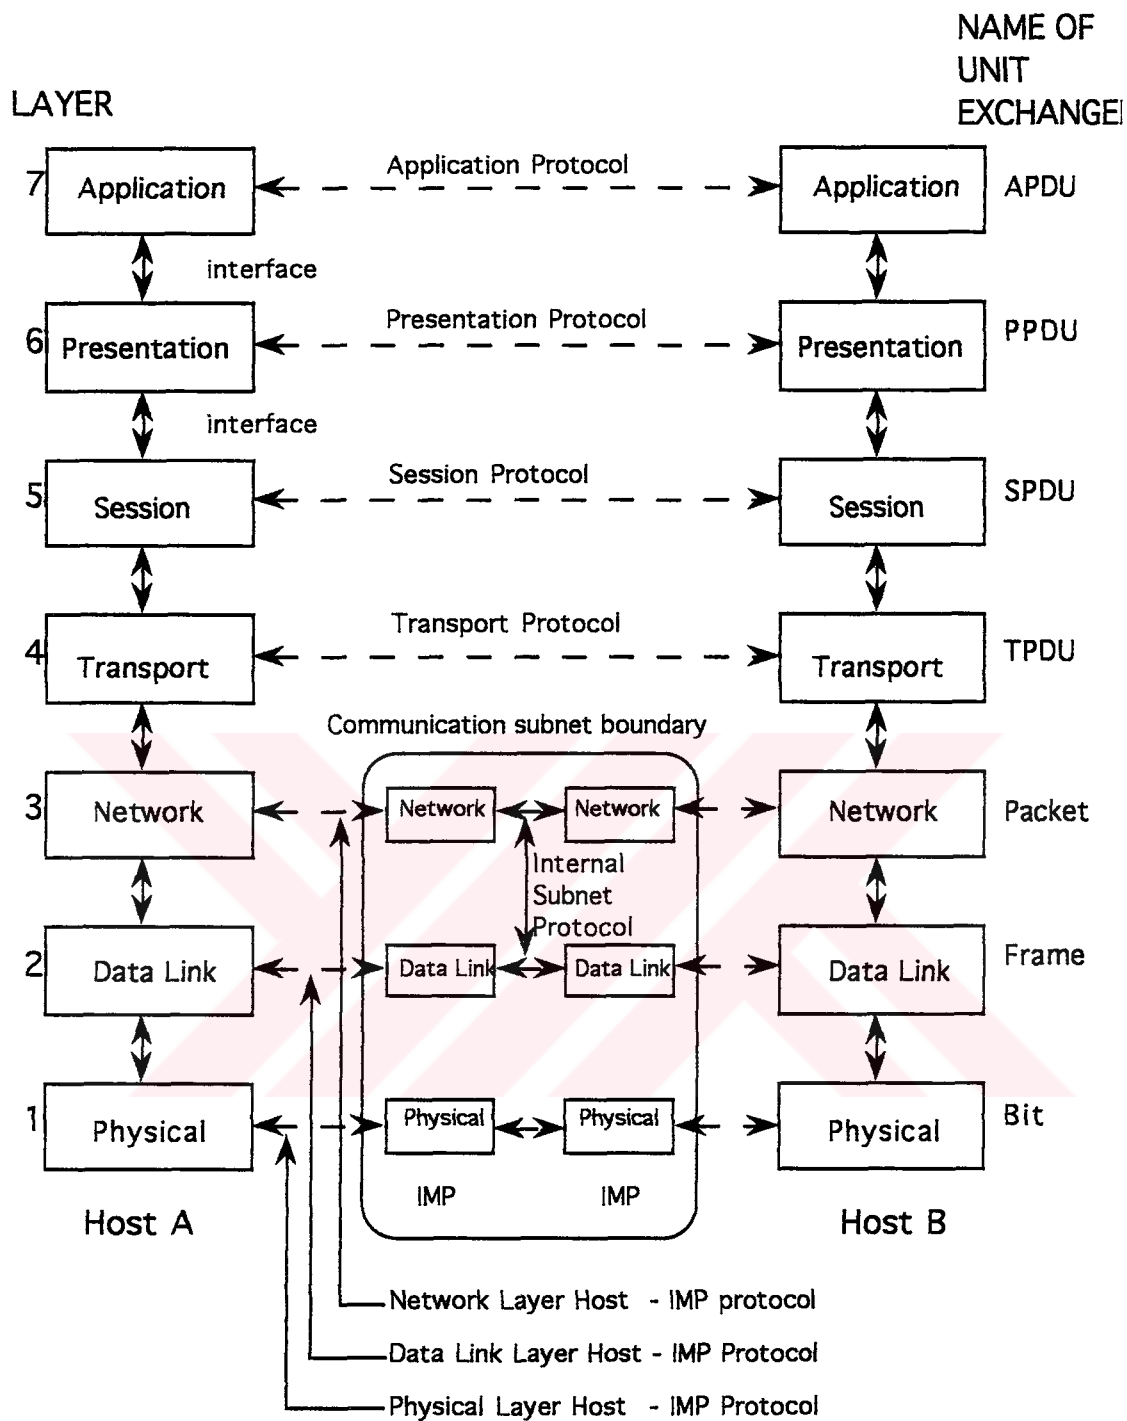 NAME OF
UNIT
EXCHANGE
LAYER
7 Application Application Protocol Application APDU
interface
6 Presentation Presentation Protocol Presentation PPDU
interface
5 Session Session Protocol Session SPDU
4 Transport Transport Protocol Transport TPDU
Communication subnet boundary
3 Network Network Network Network Packet
Internal
Subnet
Protocol
2 Data Link Data Link Data Link Data Link Frame
1 Physical Physical Physical Physical Bit
IMP IMP
Host A Host B
Network Layer Host - IMP protocol
Data Link Layer Host - IMP Protocol
Physical Layer Host - IMP Protocol